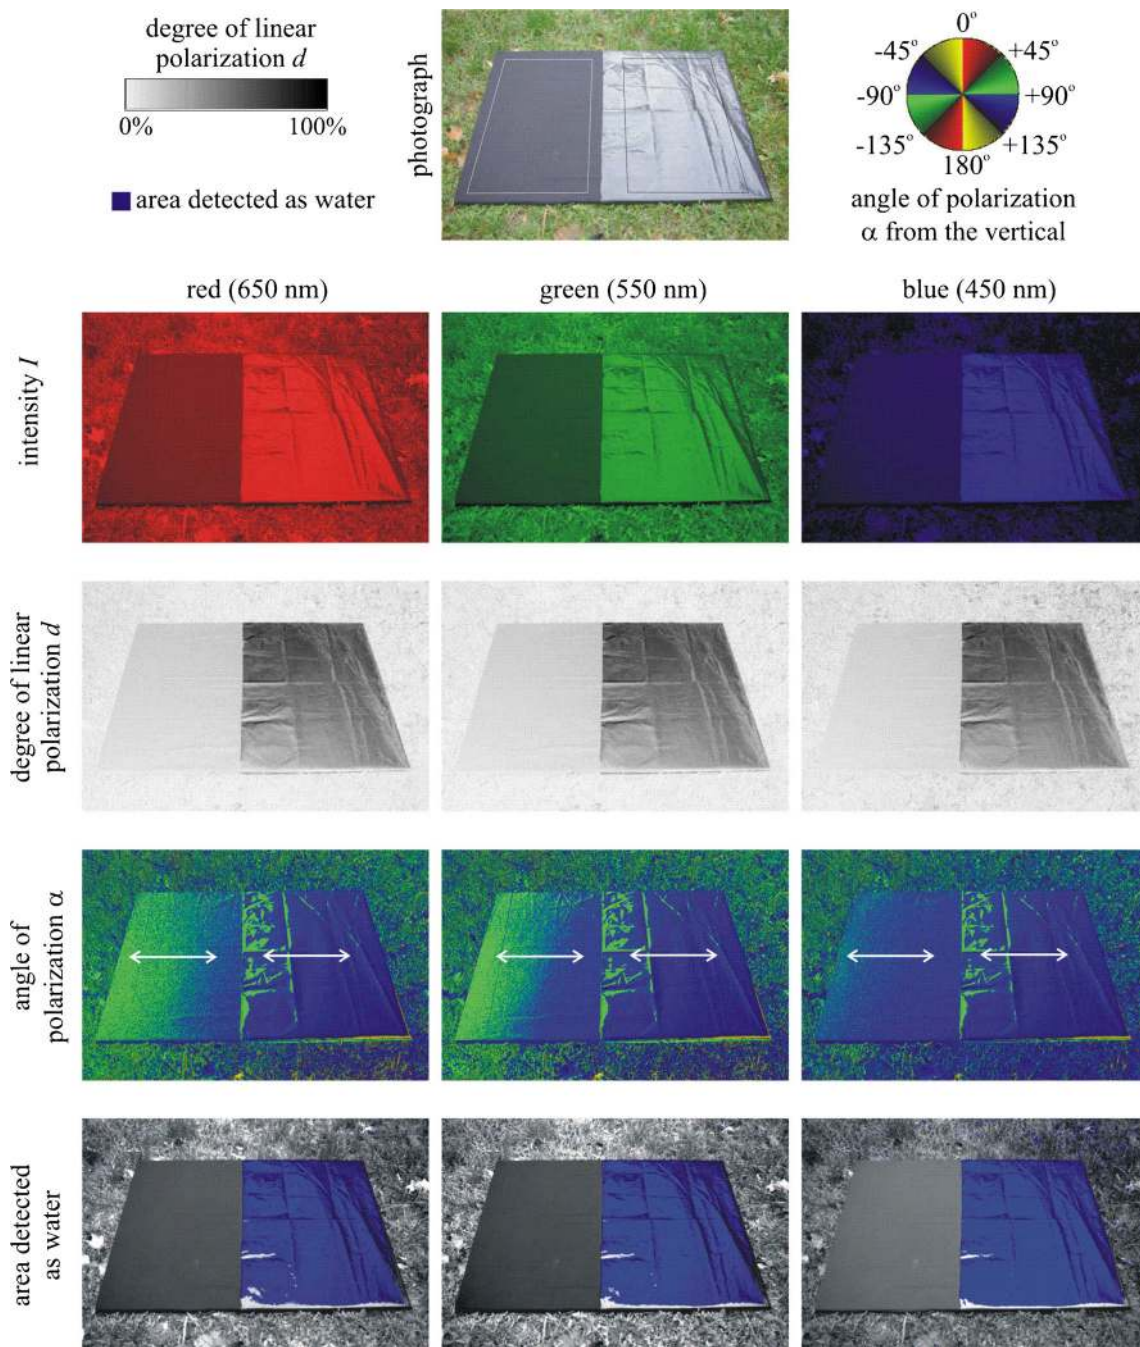 degree of linear
polarization d
0% 100%
area detected as water
photograph
0°
-45° +45°
-90° +90°
-135° +135°
180°
angle of polarization
α from the vertical
red (650 nm) green (550 nm) blue (450 nm)
intensity I
degree of linear
polarization d
angle of
polarization α
area detected
as water